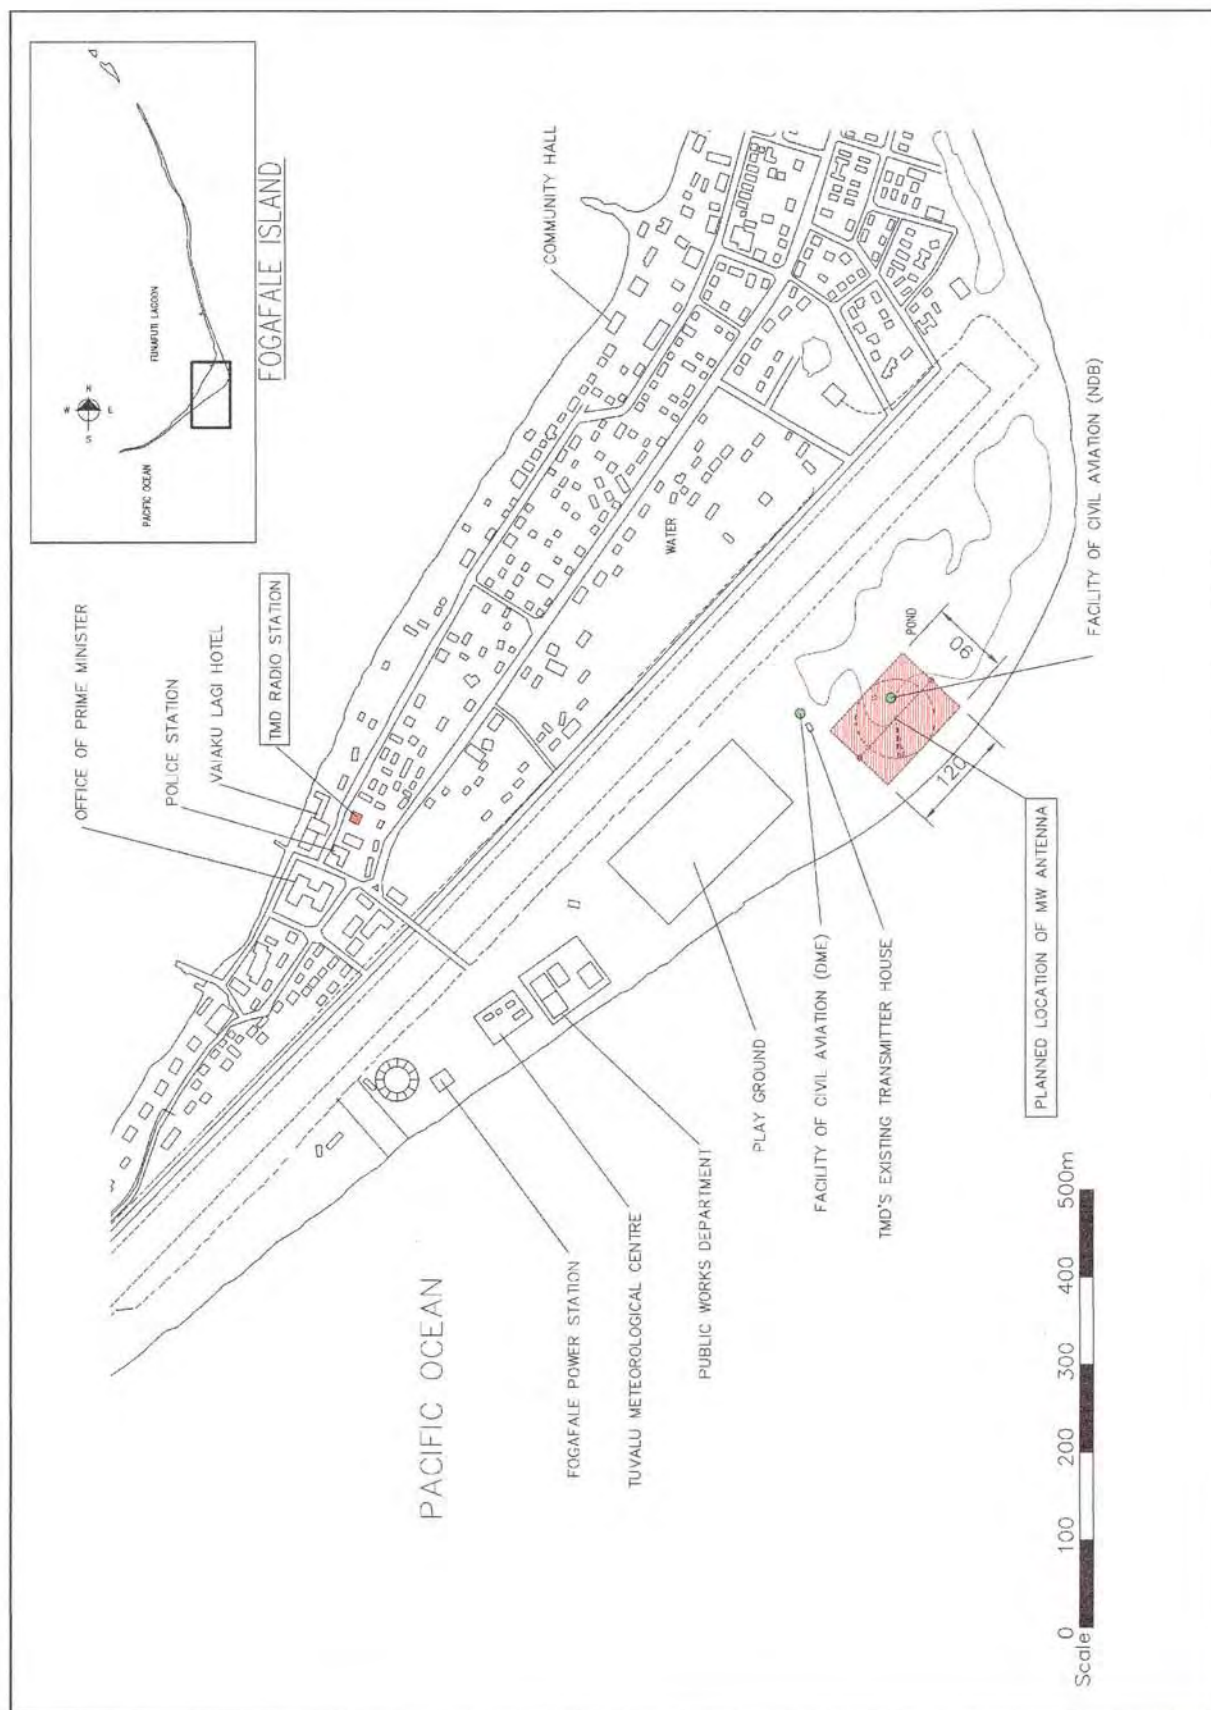 FOGAFALE ISLAND
FUNAFUTI LAGOON
PACIFIC OCEAN
N
W
E
S
OFFICE OF PRIME MINISTER
POLICE STATION
VAIAKU LAGI HOTEL
TMD RADIO STATION
COMMUNITY HALL
WATER
PACIFIC OCEAN
FOGAFALE POWER STATION
TUVALU METEOROLOGICAL CENTRE
PUBLIC WORKS DEPARTMENT
PLAY GROUND
FACILITY OF CIVIL AVIATION (DME)
TMD'S EXISTING TRANSMITTER HOUSE
PLANNED LOCATION OF MW ANTENNA
FACILITY OF CIVIL AVIATION (NDB)
POND
90
120
Scale
0 100 200 300 400 500m